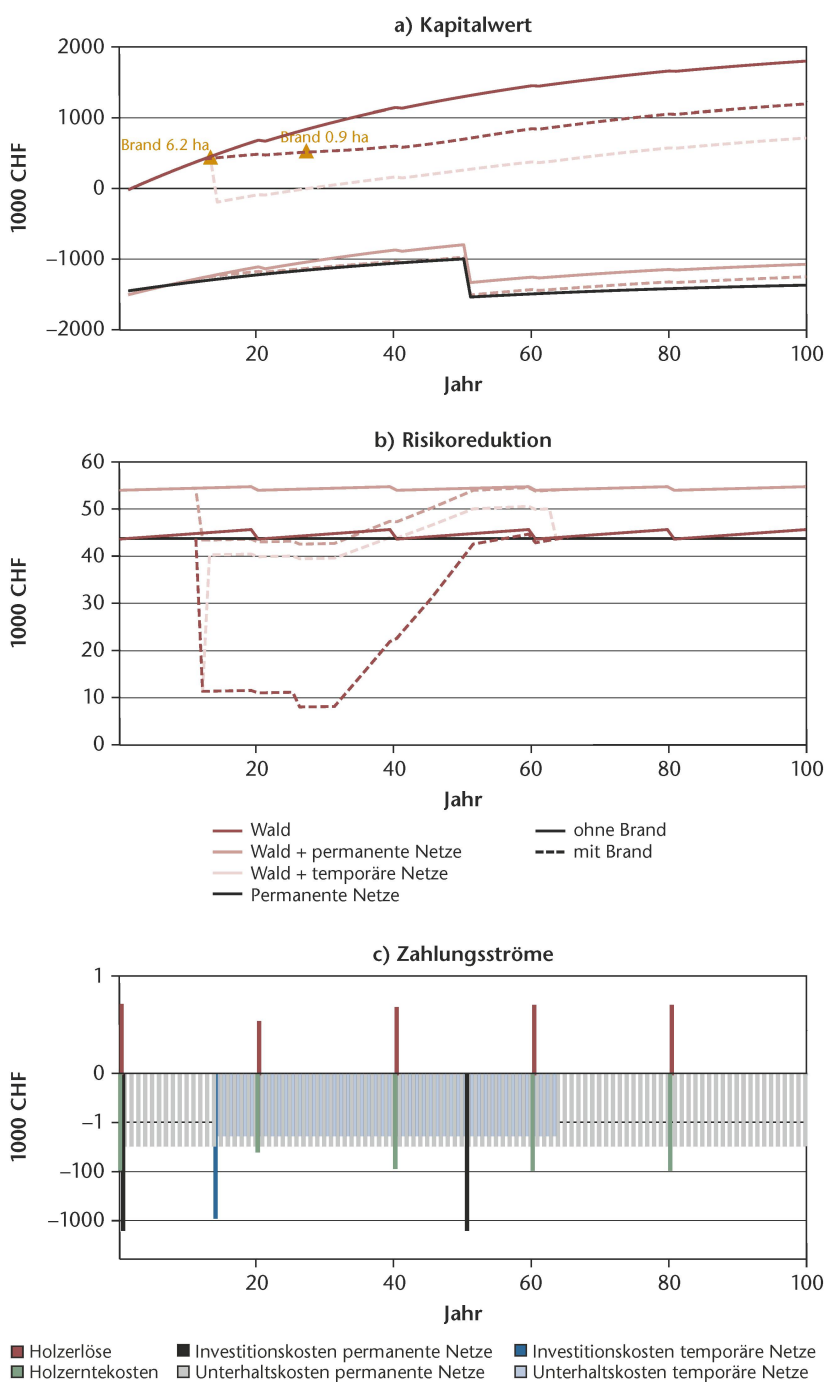 a) Kapitalwert
2000
1000
0
−1000
−2000
1000 CHF
Brand 6.2 ha
Brand 0.9 ha
20 40 60 80 100
Jahr
b) Risikoreduktion
60
50
40
30
20
10
0
1000 CHF
20 40 60 80 100
Jahr
Wald
Wald + permanente Netze
Wald + temporäre Netze
Permanente Netze
ohne Brand
mit Brand
c) Zahlungsströme
1
0
−1
−100
−1000
1000 CHF
20 40 60 80 100
Jahr
Holzerlöse
Holzerntekosten
Investitionskosten permanente Netze
Unterhaltskosten permanente Netze
Investitionskosten temporäre Netze
Unterhaltskosten temporäre Netze